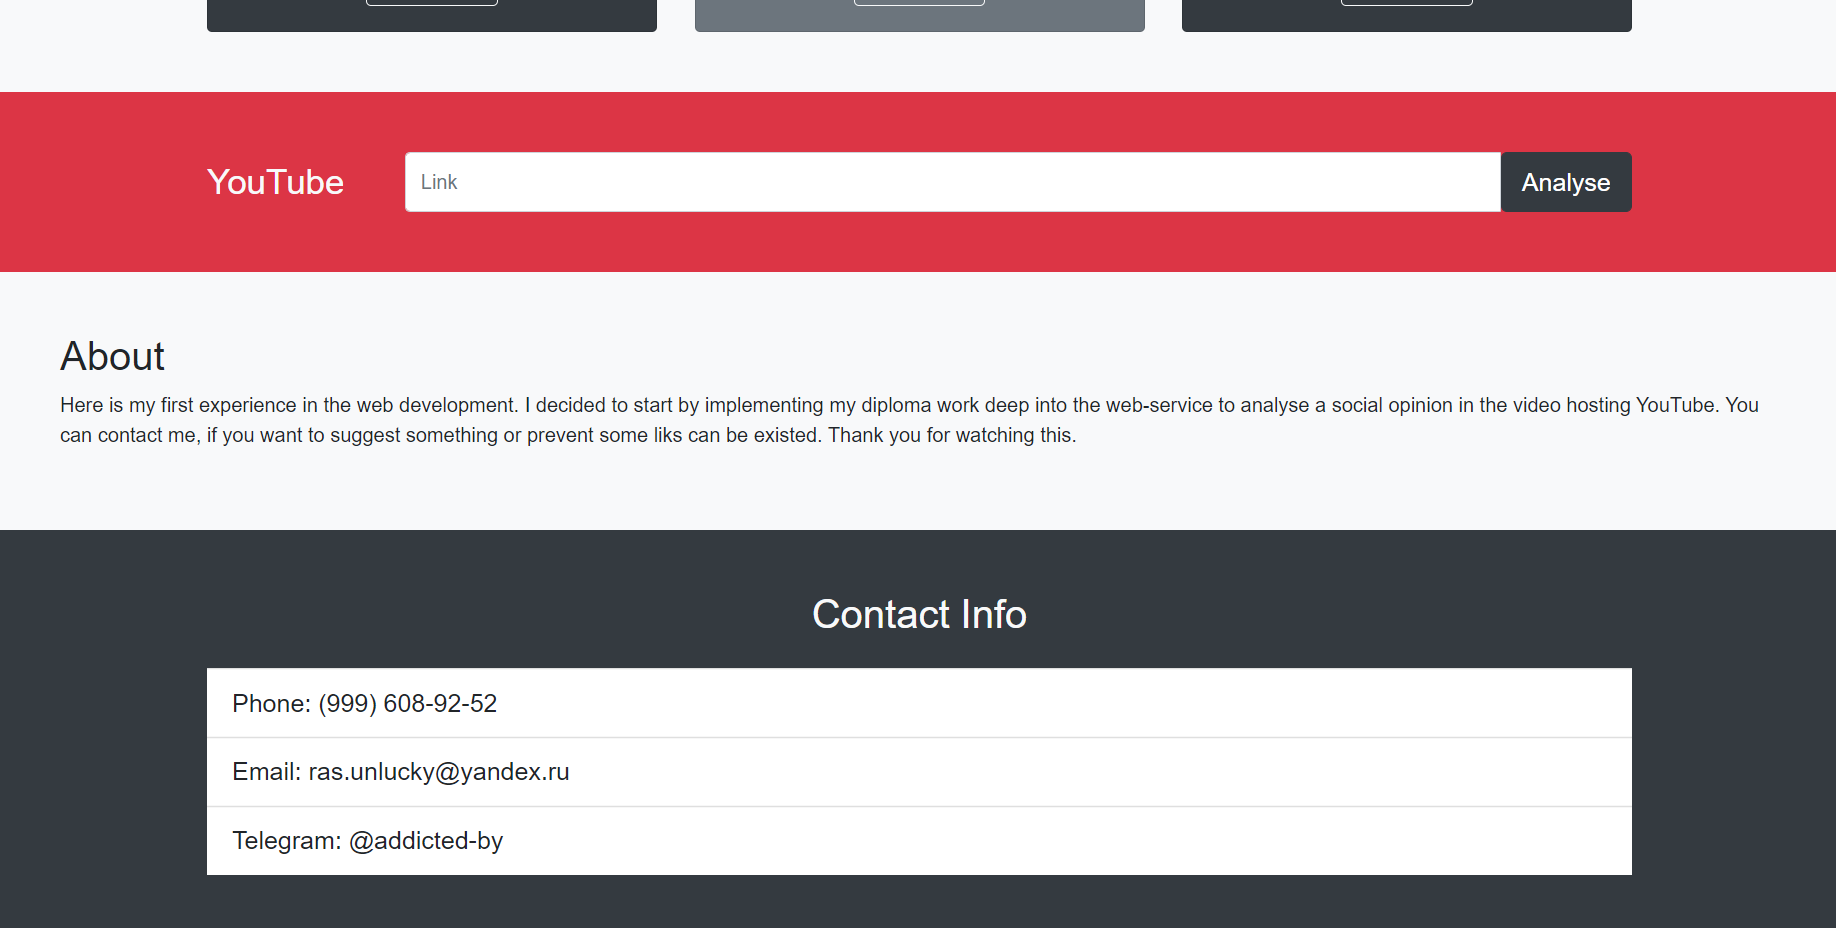 YouTube
Link
Analyse
About
Here is my first experience in the web development. I decided to start by implementing my diploma work deep into the web-service to analyse a social opinion in the video hosting YouTube. You
can contact me, if you want to suggest something or prevent some liks can be existed. Thank you for watching this.
Contact Info
Phone: (999) 608-92-52
Email: ras.unlucky@yandex.ru
Telegram: @addicted-by